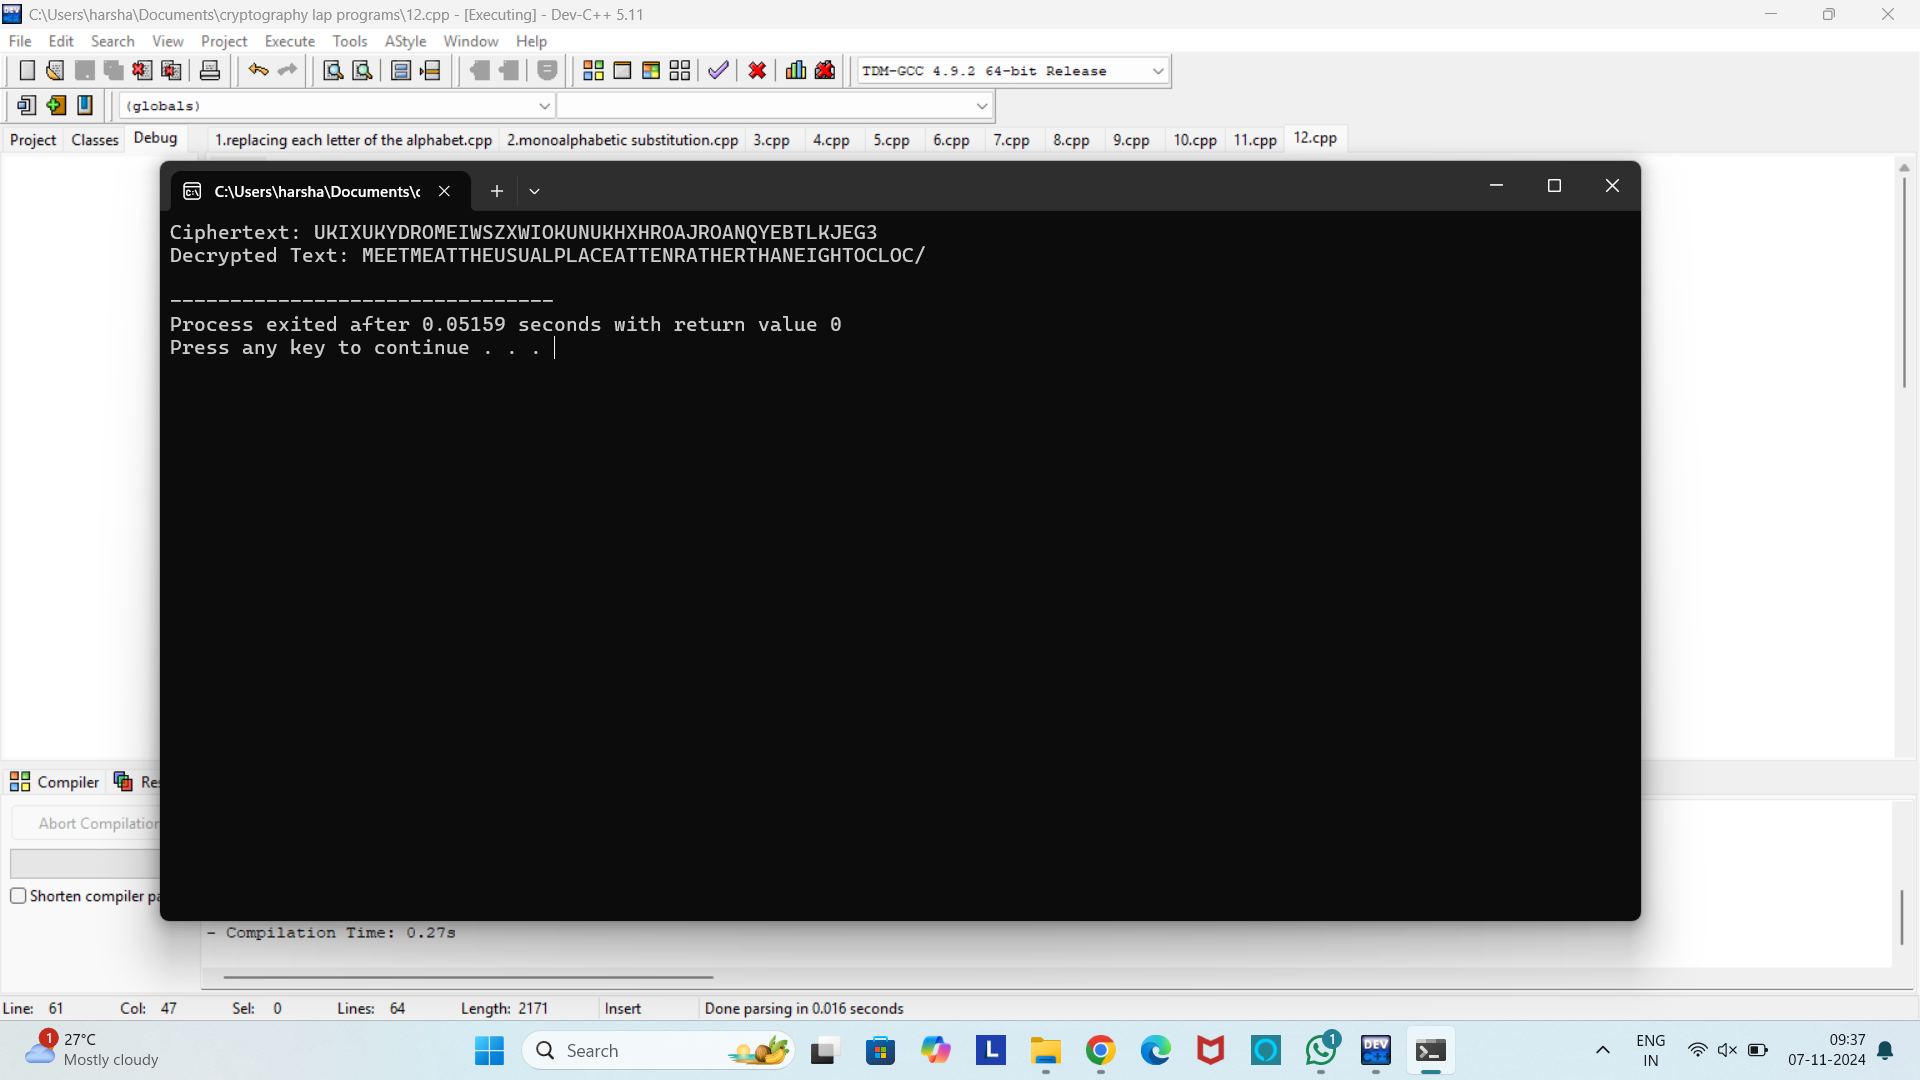 C:\Users\harsha\Documents\cryptography lap programs\12.cpp - [Executing] - Dev-C++ 5.11
File Edit Search View Project Execute Tools AStyle Window Help
TDM-GCC 4.9.2 64-bit Release
(globals)
Project Classes Debug 1.replacing each letter of the alphabet.cpp 2.monoalphabetic substitution.cpp 3.cpp 4.cpp 5.cpp 6.cpp 7.cpp 8.cpp 9.cpp 10.cpp 11.cpp 12.cpp
C:\Users\harsha\Documents\c
Ciphertext: UKIXUKYDROMEIWSZXWIOKUNUKHXHROAJROANQYEBTLKJEG3
Decrypted Text: MEETMEATTHEUSUALPLACEATTENRATHERTHANEIGHTOCLOC/
--------------------------------
Process exited after 0.05159 seconds with return value 0
Press any key to continue . . .
Compiler Res
Abort Compilation
Shorten compiler pa
- Compilation Time: 0.27s
Line: 61 Col: 47 Sel: 0 Lines: 64 Length: 2171 Insert Done parsing in 0.016 seconds
1 27°C
Mostly cloudy
Search
L
1
DEV
C++
ENG
IN
09:37
07-11-2024